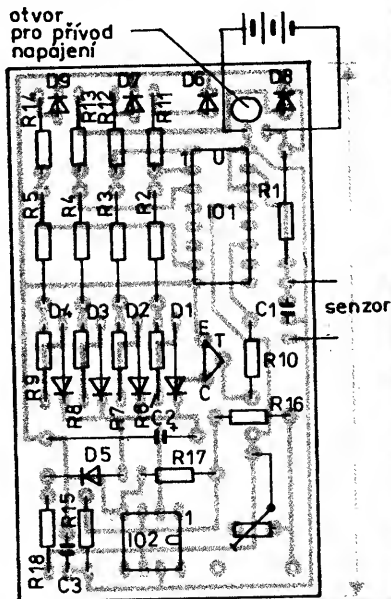 otvor
pro přívod
napájení
D9 D7 D6 D8
R14 R13 R12 R11
1 U
IO1
R1
R5 R4 R3 R2
senzor
C1
D4 D3 D2 D1
E
T
C
R10
R9 R8 R7 R6
R16
C2 +
D5
R17
R15
1
IO2
R18
C3